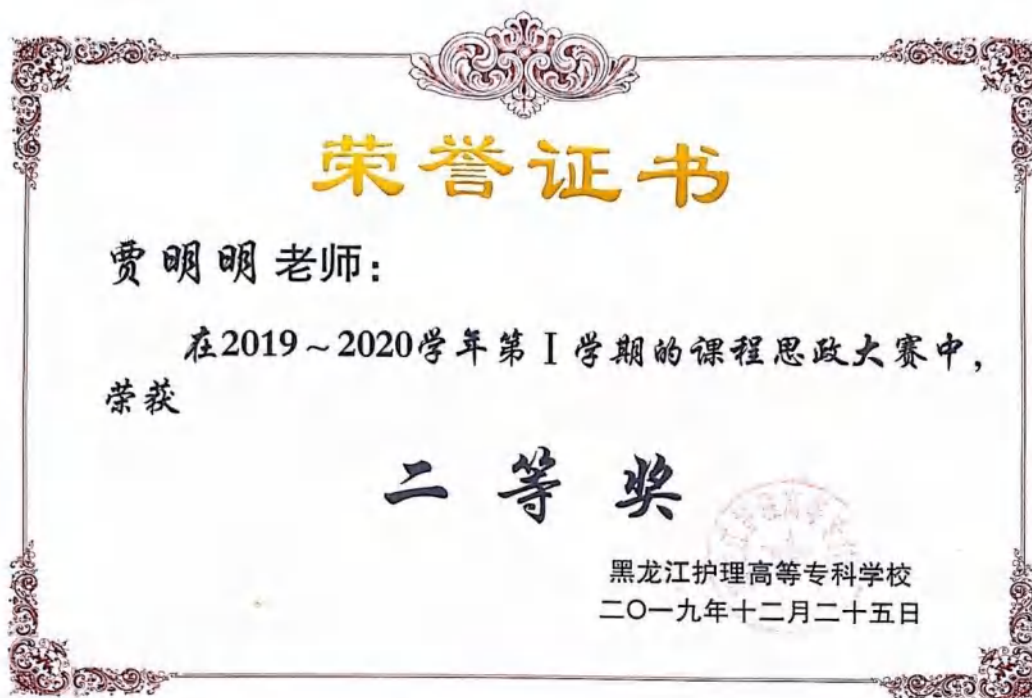 荣誉证书
贾明明老师：
在2019～2020学年第Ⅰ学期的课程思政大赛中，
荣获
二等奖
黑龙江护理高等专科学校
二〇一九年十二月二十五日